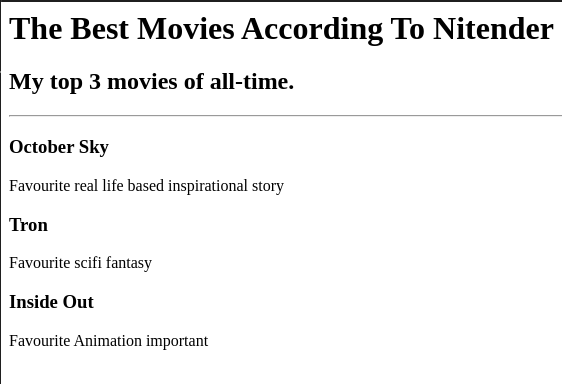 The Best Movies According To Nitender
My top 3 movies of all-time.
October Sky
Favourite real life based inspirational story
Tron
Favourite scifi fantasy
Inside Out
Favourite Animation important